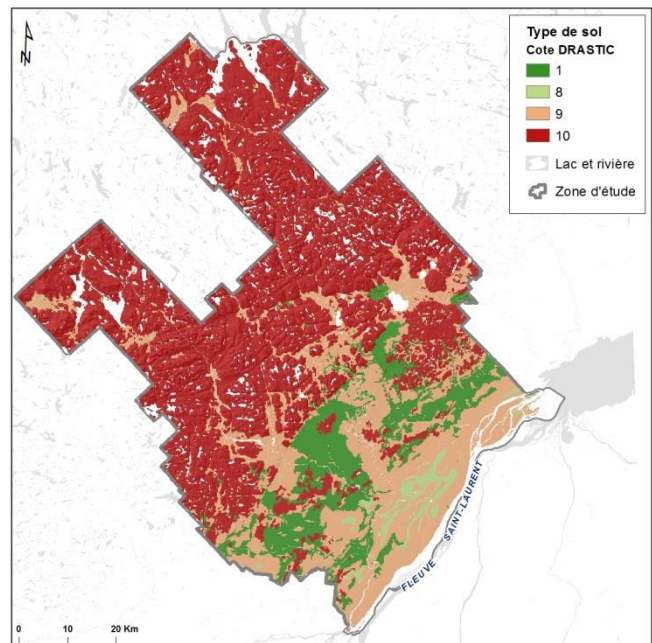 N
Type de sol
Cote DRASTIC
1
8
9
10
Lac et rivière
Zone d'étude
FLEUVE SAINT-LAURENT
0 10 20 Km